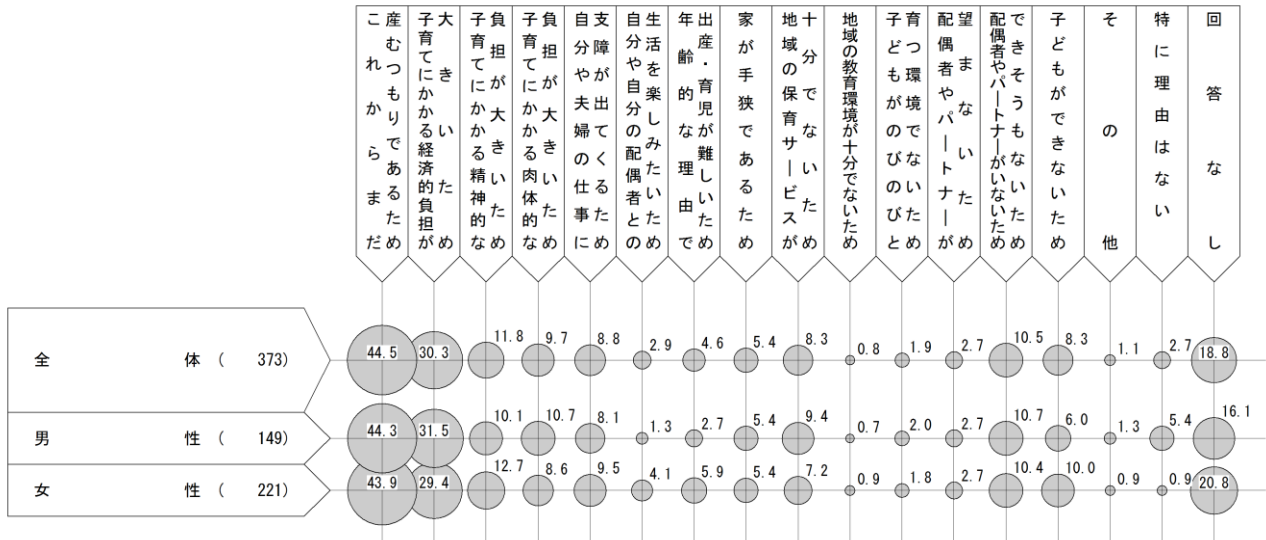 これからまだ
産むつもりであるため
子育てにかかる経済的負担が
大きいため
子育てにかかる精神的な
負担が大きいため
子育てにかかる肉体的な
負担が大きいため
自分や夫婦の仕事に
支障が出てくるため
自分や自分の配偶者との
生活を楽しみたいため
年齢的な理由で
出産・育児が難しいため
家が手狭であるため
地域の保育サービスが
十分でないため
地域の教育環境が十分でないため
子どもがのびのびと
育つ環境でないため
配偶者やパートナーが
望まないため
配偶者やパートナーがいないため
できそうもないため
子どもができないため
その他
特に理由はない
回答なし
全体(373) 44.5 30.3 11.8 9.7 8.8 2.9 4.6 5.4 8.3 0.8 1.9 2.7 10.5 8.3 1.1 2.7 18.8
男性(149) 44.3 31.5 10.1 10.7 8.1 1.3 2.7 5.4 9.4 0.7 2.0 2.7 10.7 6.0 1.3 5.4 16.1
女性(221) 43.9 29.4 12.7 8.6 9.5 4.1 5.9 5.4 7.2 0.9 1.8 2.7 10.4 10.0 0.9 0.9 20.8